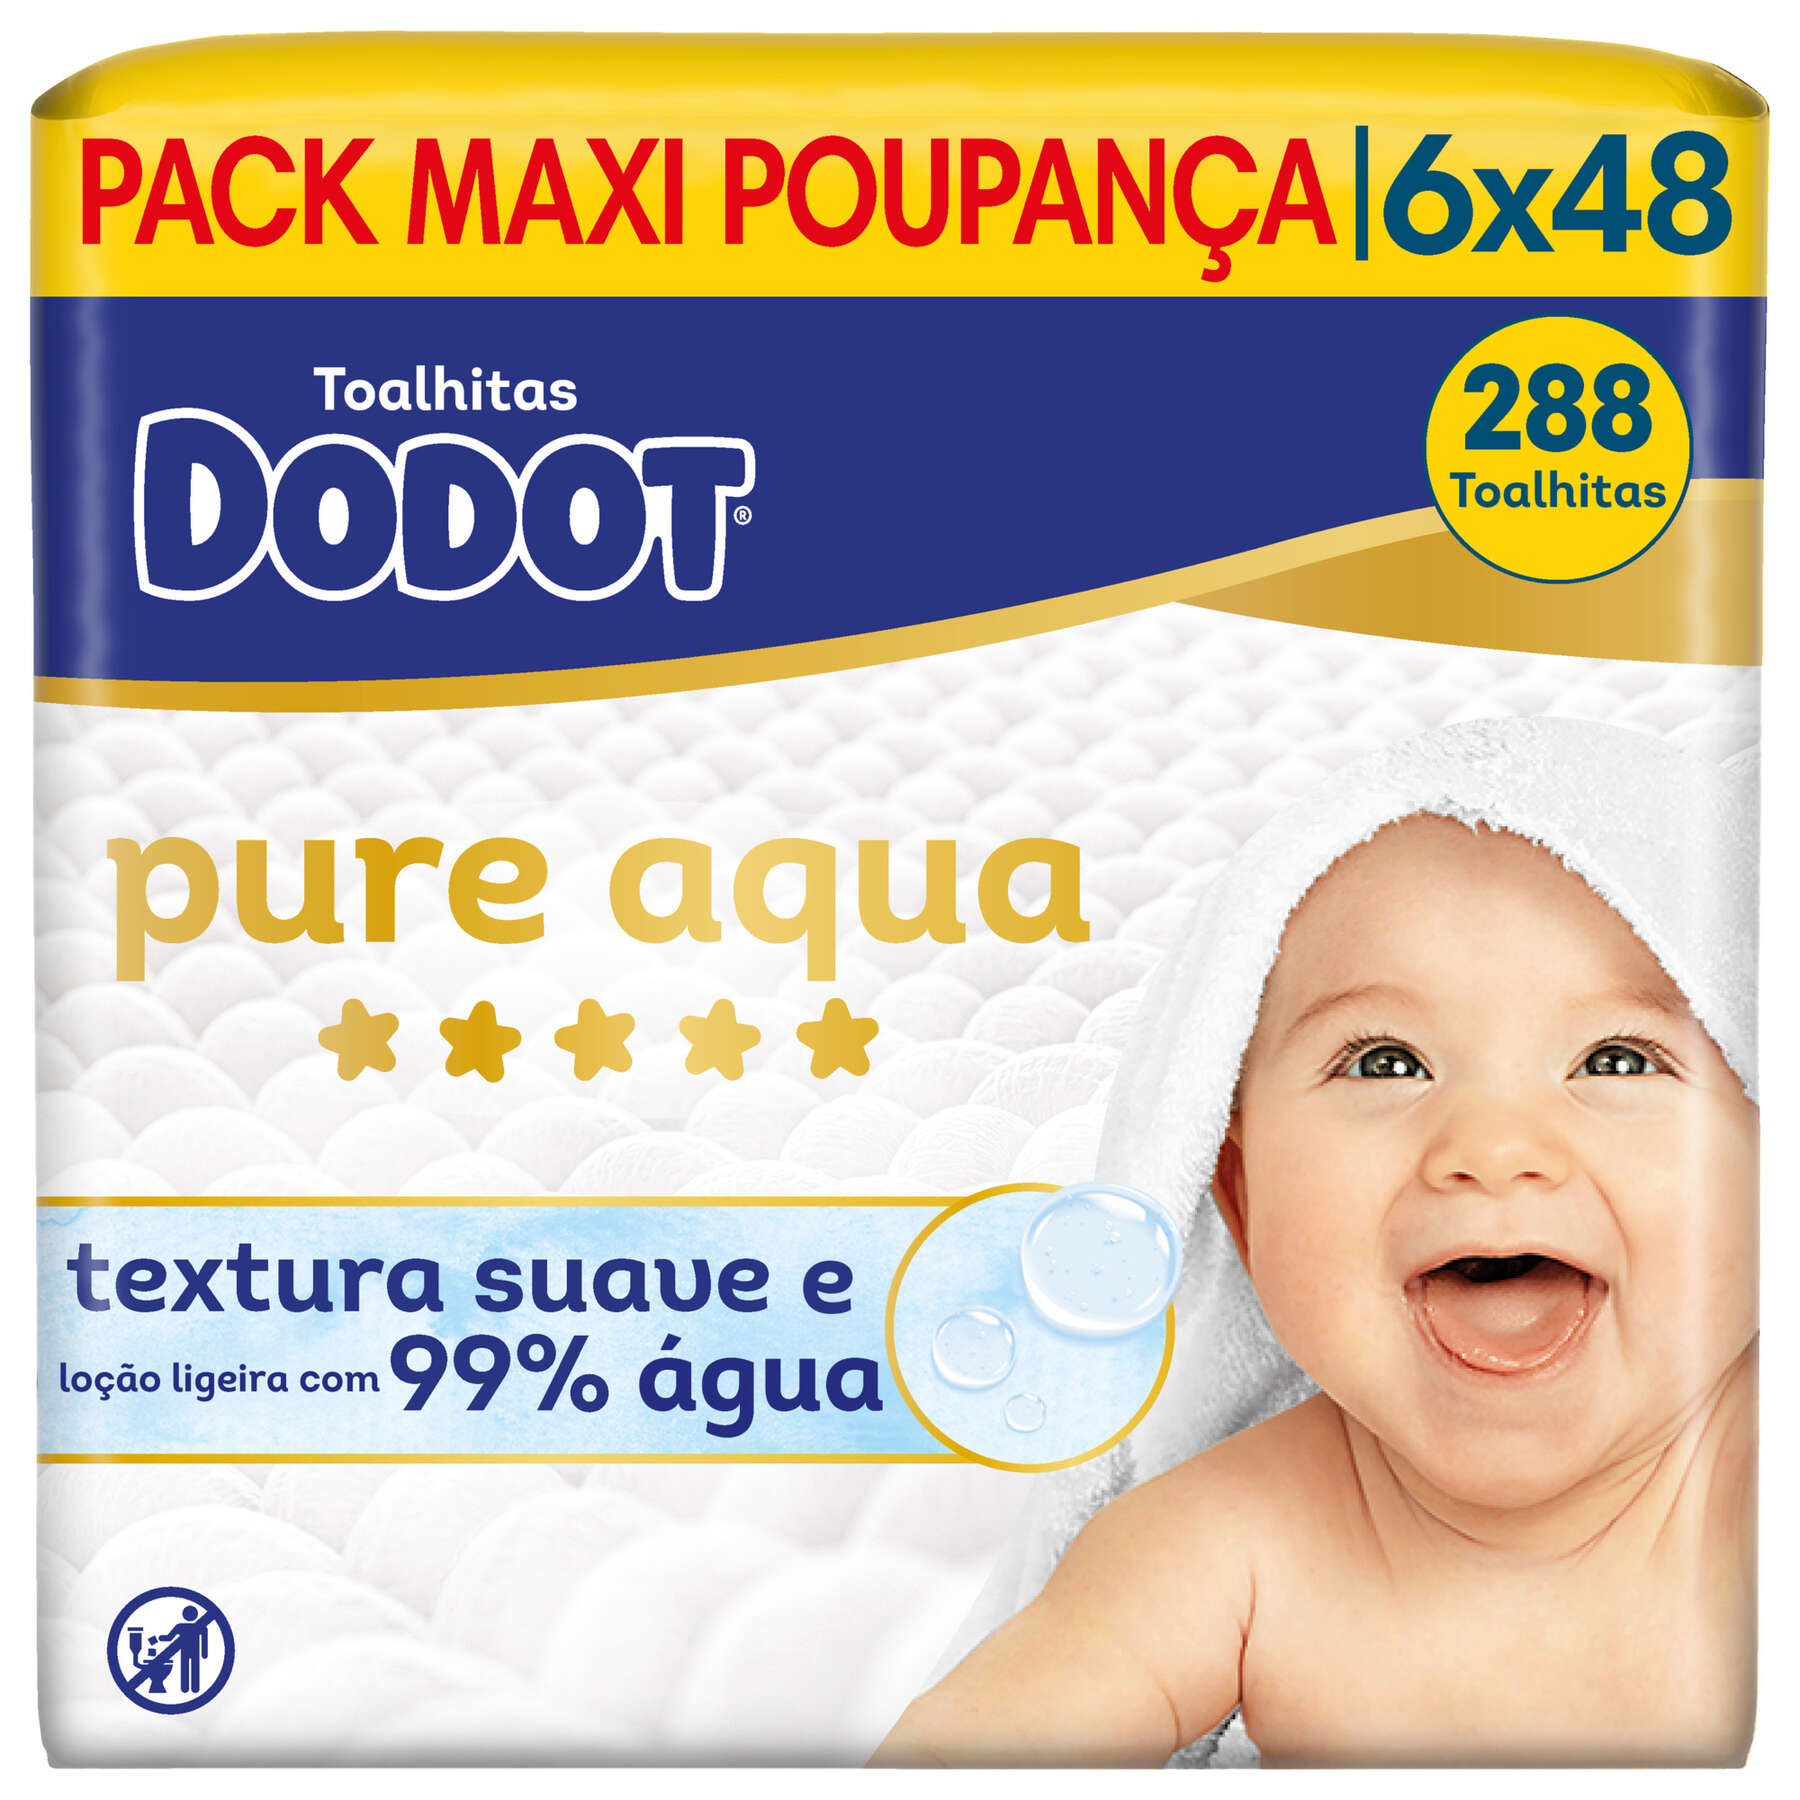 PACK MAXI POUPANÇA | 6x48
Toalhitas
DODOT®
288
Toalhitas
pure aqua
textura suave e
loção ligeira com 99% água